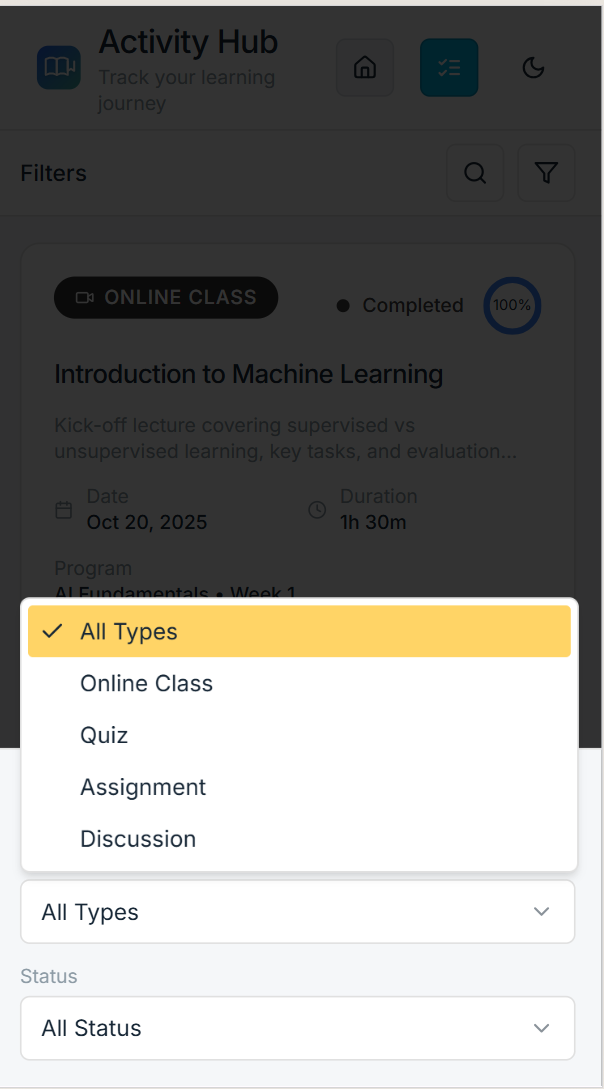 Activity Hub
Track your learning
journey
Filters
ONLINE CLASS
Completed
100%
Introduction to Machine Learning
Kick-off lecture covering supervised vs
unsupervised learning, key tasks, and evaluation...
Date
Duration
Oct 20, 2025
1h 30m
Program
AI Fundamentals • Week 1
All Types
Online Class
Quiz
Assignment
Discussion
All Types
Status
All Status